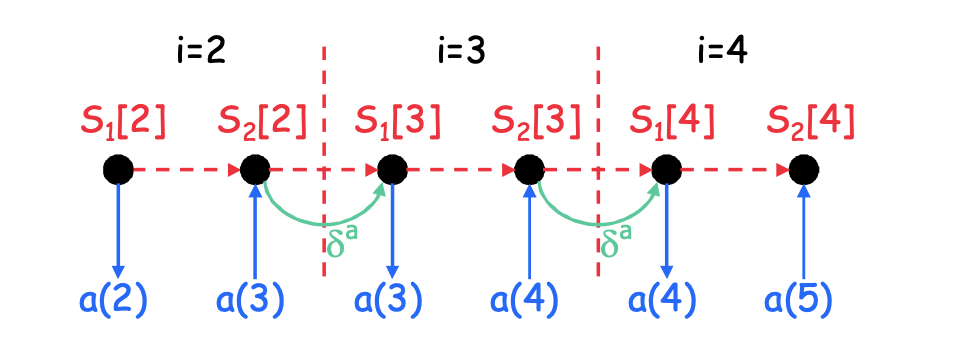 i=2 i=3 i=4
S₁[2] S₂[2] S₁[3] S₂[3] S₁[4] S₂[4]
δᵃ δᵃ
a(2) a(3) a(3) a(4) a(4) a(5)